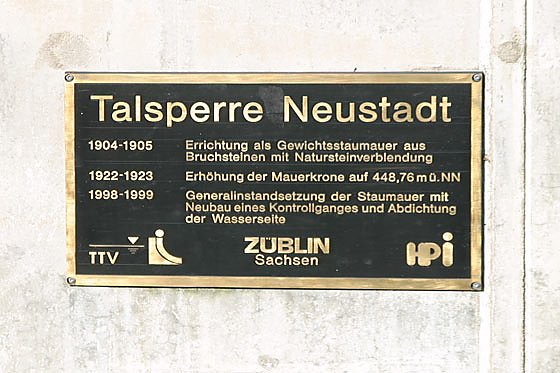 Talsperre Neustadt
1904-1905 Errichtung als Gewichtsstaumauer aus
Bruchsteinen mit Natursteinverblendung
1922-1923 Erhöhung der Mauerkrone auf 448,76 m ü.NN
1998-1999 Generalinstandsetzung der Staumauer mit
Neubau eines Kontrollganges und Abdichtung
der Wasserseite
TTV
ZÜBLIN
Sachsen
HPi